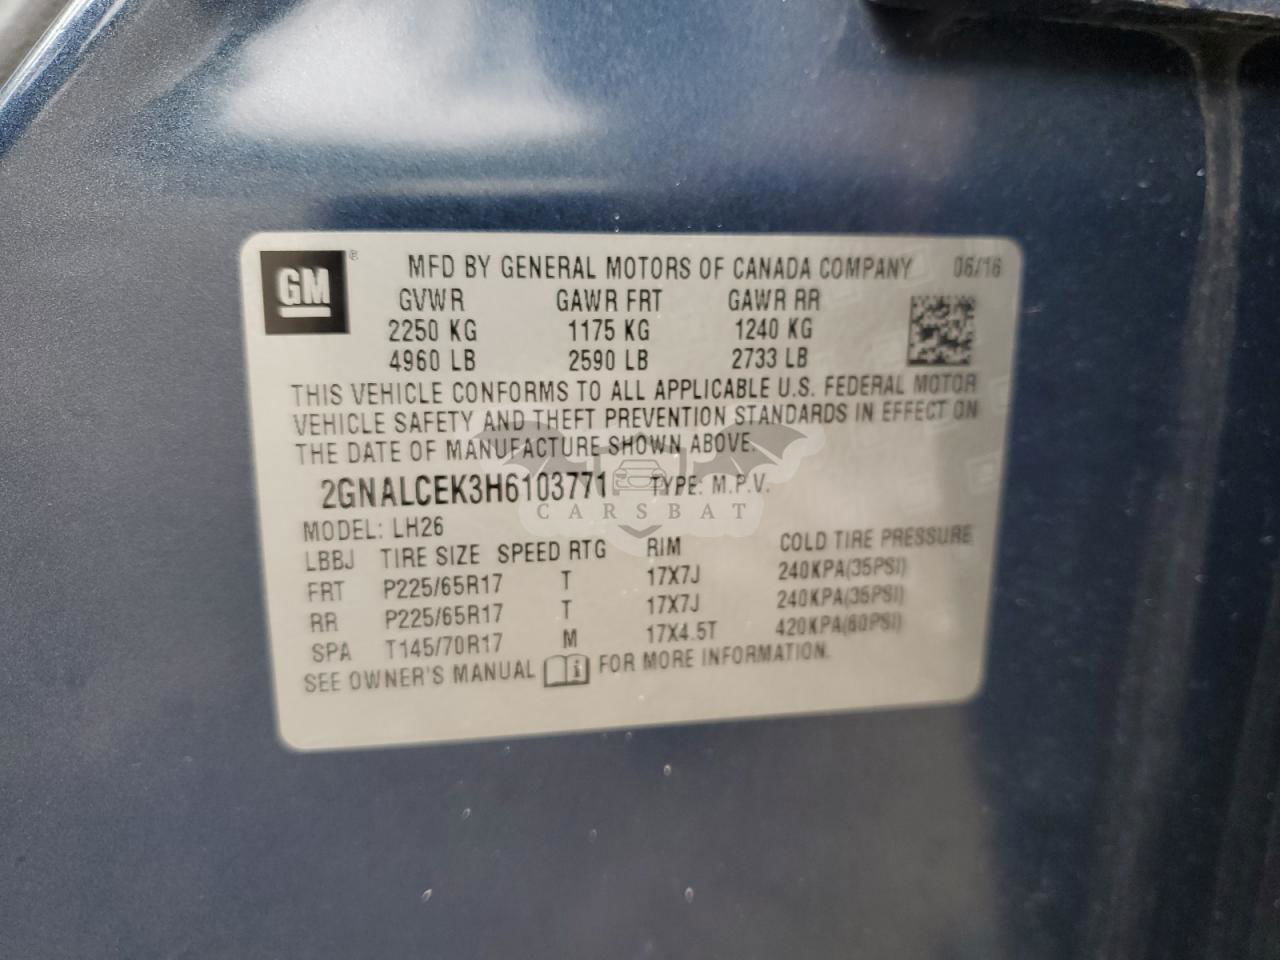 GM ®
MFD BY GENERAL MOTORS OF CANADA COMPANY 06/16
GVWR GAWR FRT GAWR RR
2250 KG 1175 KG 1240 KG
4960 LB 2590 LB 2733 LB
THIS VEHICLE CONFORMS TO ALL APPLICABLE U.S. FEDERAL MOTOR
VEHICLE SAFETY AND THEFT PREVENTION STANDARDS IN EFFECT ON
THE DATE OF MANUFACTURE SHOWN ABOVE.
2GNALCEK3H6103771 TYPE: M.P.V.
CARSBAT
MODEL: LH26
LBBJ TIRE SIZE SPEED RTG RIM COLD TIRE PRESSURE
FRT P225/65R17 T 17X7J 240KPA(35PSI)
RR P225/65R17 T 17X7J 240KPA(35PSI)
SPA T145/70R17 M 17X4.5T 420KPA(60PSI)
SEE OWNER'S MANUAL i FOR MORE INFORMATION.